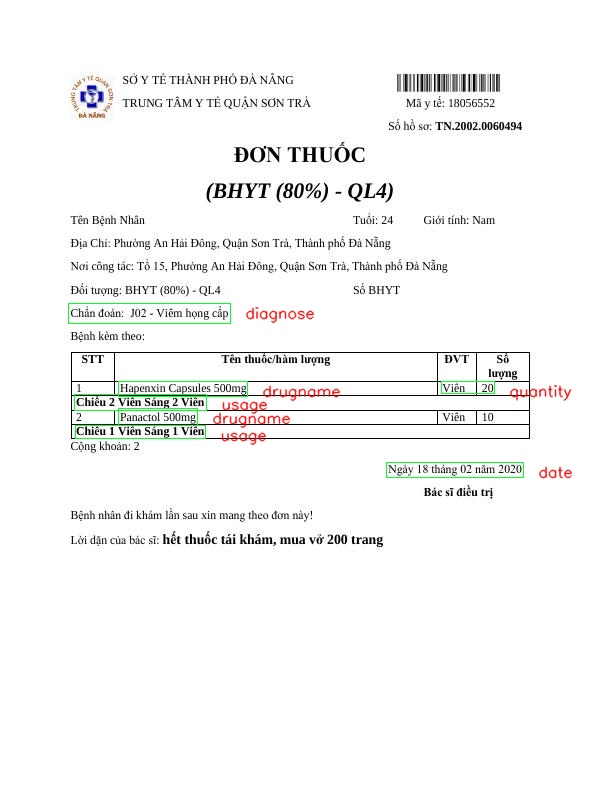 SỞ Y TẾ THÀNH PHỐ ĐÀ NẴNG
TRUNG TÂM Y TẾ QUẬN SƠN TRÀ
TRUNG TÂM Y TẾ QUẬN SƠN TRÀ
ĐÀ NẴNG
Mã y tế: 18056552
Số hồ sơ: TN.2002.0060494
ĐƠN THUỐC
(BHYT (80%) - QL4)
Tên Bệnh Nhân Tuổi: 24 Giới tính: Nam
Địa Chỉ: Phường An Hải Đông, Quận Sơn Trà, Thành phố Đà Nẵng
Nơi công tác: Tổ 15, Phường An Hải Đông, Quận Sơn Trà, Thành phố Đà Nẵng
Đối tượng: BHYT (80%) - QL4 Số BHYT
Chẩn đoán: J02 - Viêm họng cấp diagnose
Bệnh kèm theo:
STT Tên thuốc/hàm lượng ĐVT Số lượng
1 Hapenxin Capsules 500mg drugname Viên 20 quantity
Chiều 2 Viên Sáng 2 Viên usage
2 Panactol 500mg drugname Viên 10
Chiều 1 Viên Sáng 1 Viên usage
Cộng khoản: 2
Ngày 18 tháng 02 năm 2020 date
Bác sĩ điều trị
Bệnh nhân đi khám lần sau xin mang theo đơn này!
Lời dặn của bác sĩ: hết thuốc tái khám, mua vở 200 trang